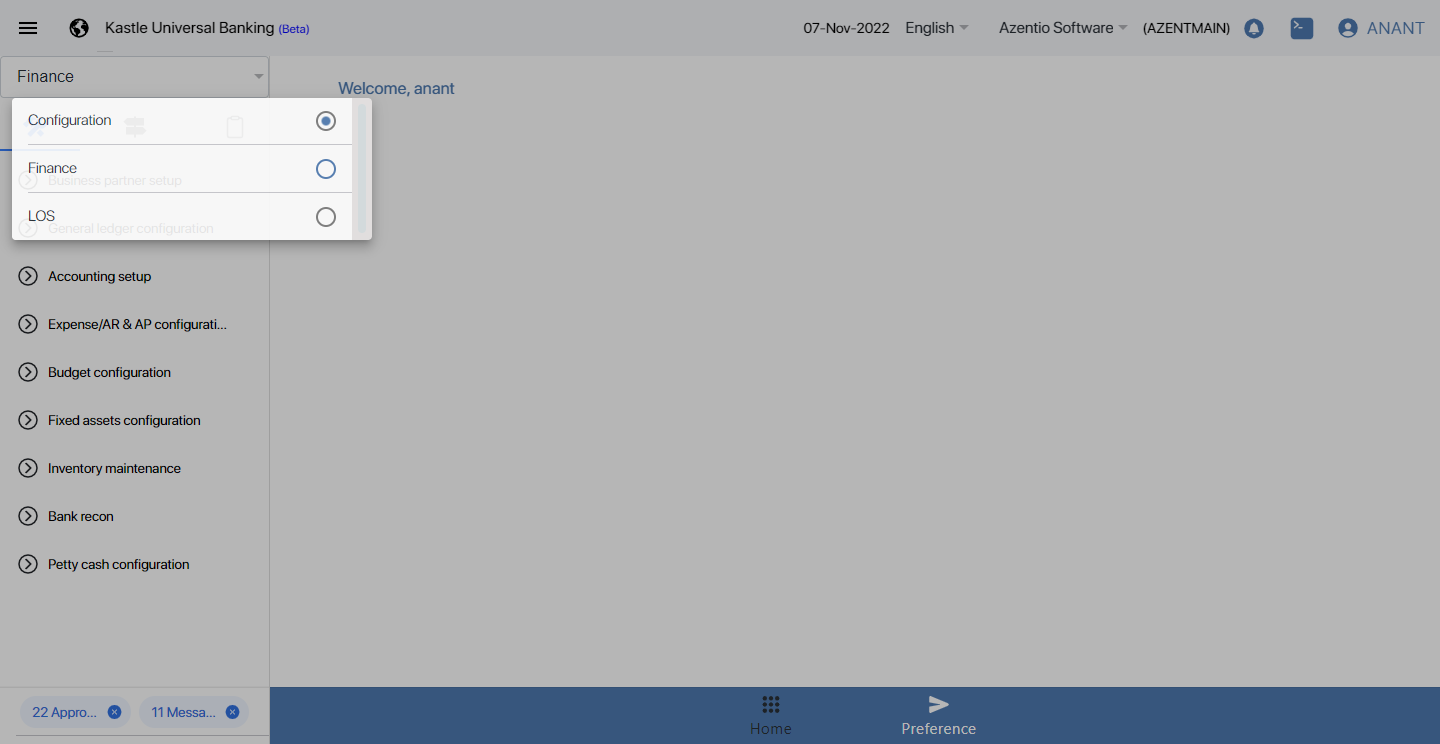 Kastle Universal Banking (Beta)
07-Nov-2022 English Azentio Software (AZENTMAIN) ANANT
Finance
Welcome, anant
Configuration
Finance
Business partner setup
LOS
General ledger configuration
Accounting setup
Expense/AR & AP configurati...
Budget configuration
Fixed assets configuration
Inventory maintenance
Bank recon
Petty cash configuration
22 Appro... 11 Messa...
Home Preference